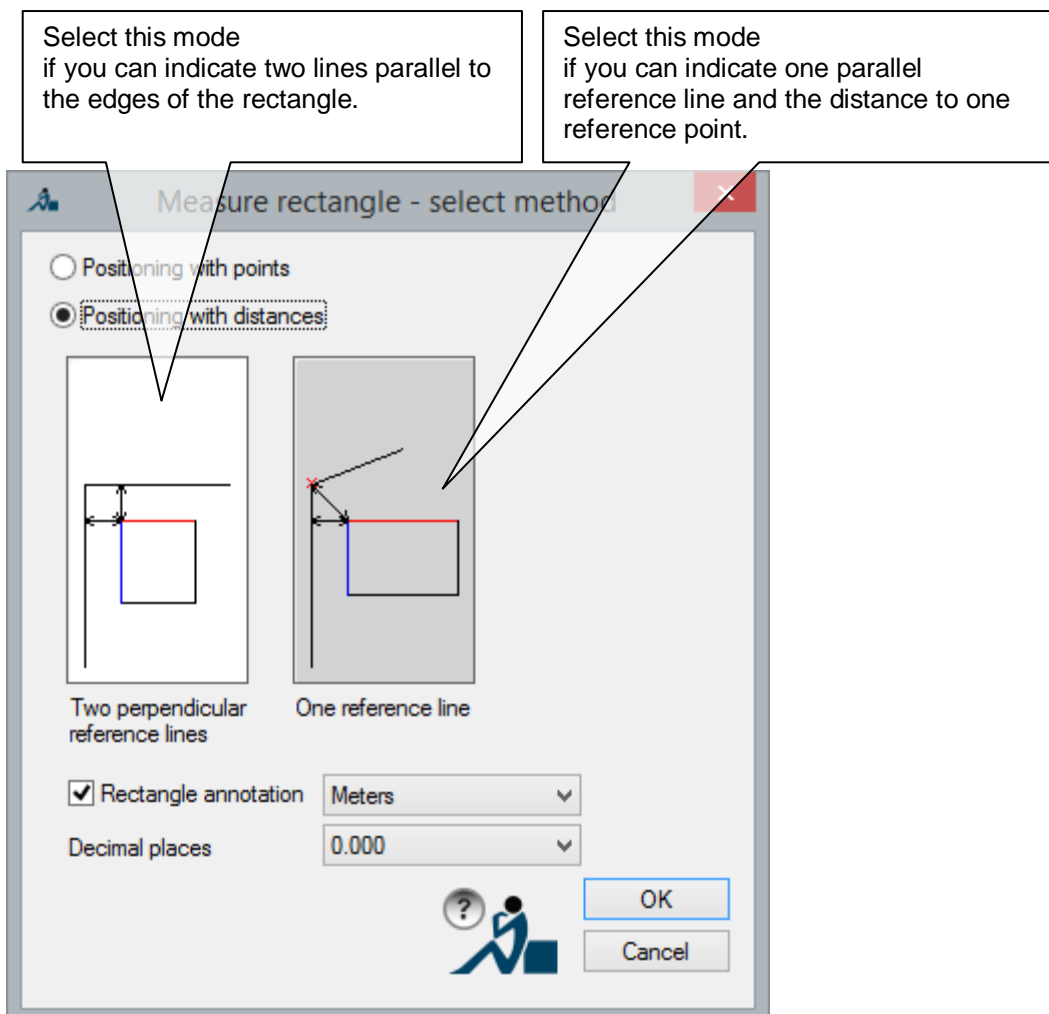 Select this mode
if you can indicate two lines parallel to
the edges of the rectangle.
Select this mode
if you can indicate one parallel
reference line and the distance to one
reference point.
Measure rectangle - select method
Positioning with points
Positioning with distances
Two perpendicular
reference lines
One reference line
Rectangle annotation
Meters
Decimal places
0.000
?
OK
Cancel